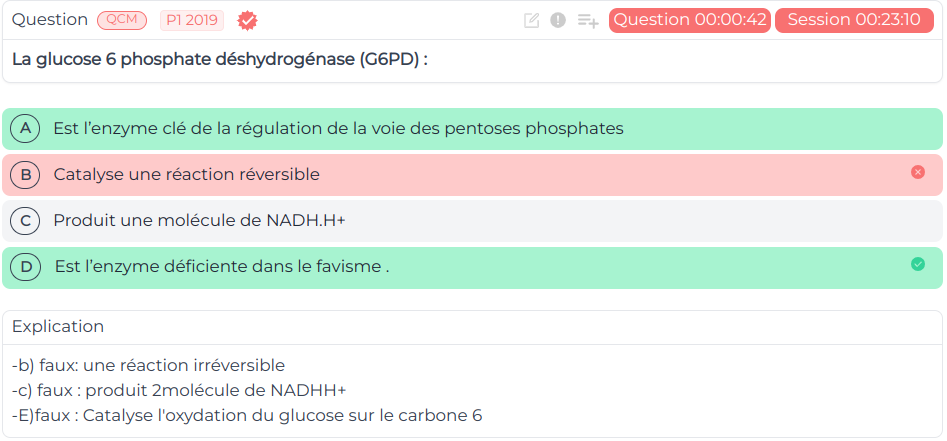 Question QCM P1 2019 Question 00:00:42 Session 00:23:10
La glucose 6 phosphate déshydrogénase (G6PD) :
A Est l’enzyme clé de la régulation de la voie des pentoses phosphates
B Catalyse une réaction réversible
C Produit une molécule de NADH.H+
D Est l’enzyme déficiente dans le favisme .
Explication
-b) faux: une réaction irréversible
-c) faux : produit 2molécule de NADHH+
-E)faux : Catalyse l'oxydation du glucose sur le carbone 6